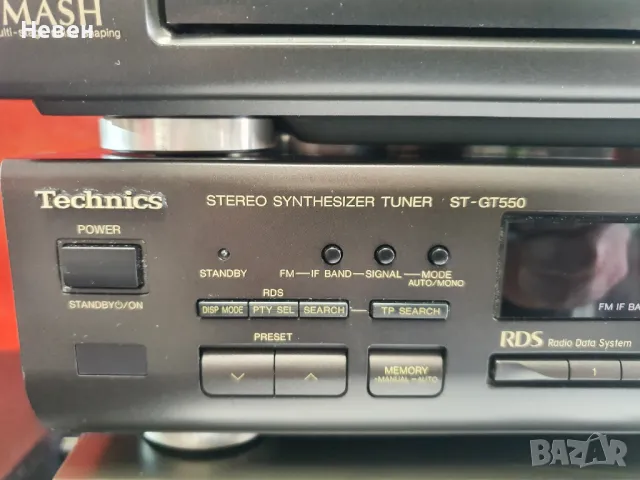 MASH
Невен
Technics
STEREO SYNTHESIZER TUNER ST-GT550
POWER
STANDBY⏻/ON
STANDBY
FM IF BAND SIGNAL MODE
AUTO/MONO
RDS
DISP MODE PTY SEL SEARCH TP SEARCH
PRESET
MEMORY
-MANUAL -AUTO
FM IF BA
RDS Radio Data System
1
BAZAR